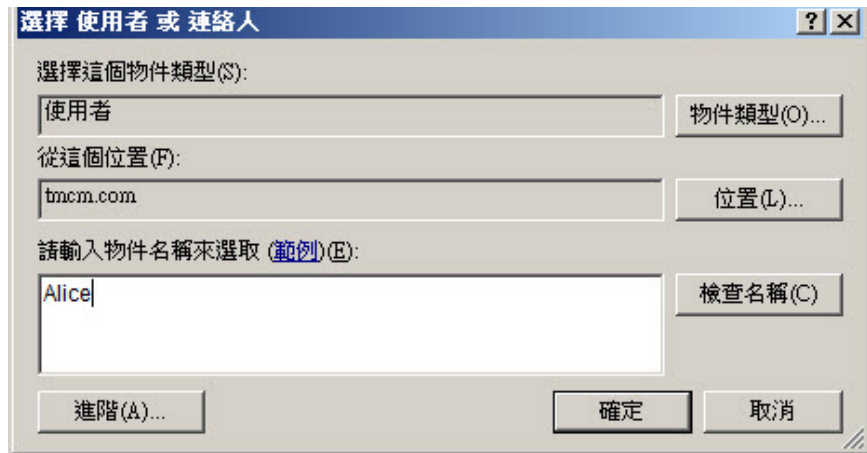 選擇 使用者 或 連絡人
選擇這個物件類型(S):
使用者
物件類型(O)...
從這個位置(F):
tmcm.com
位置(L)...
請輸入物件名稱來選取 (範例)(E):
Alice
檢查名稱(C)
進階(A)...
確定
取消